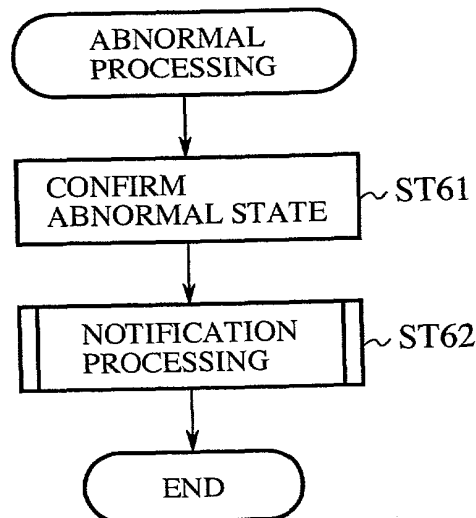 ABNORMAL
PROCESSING
CONFIRM
ABNORMAL STATE
ST61
NOTIFICATION
PROCESSING
ST62
END